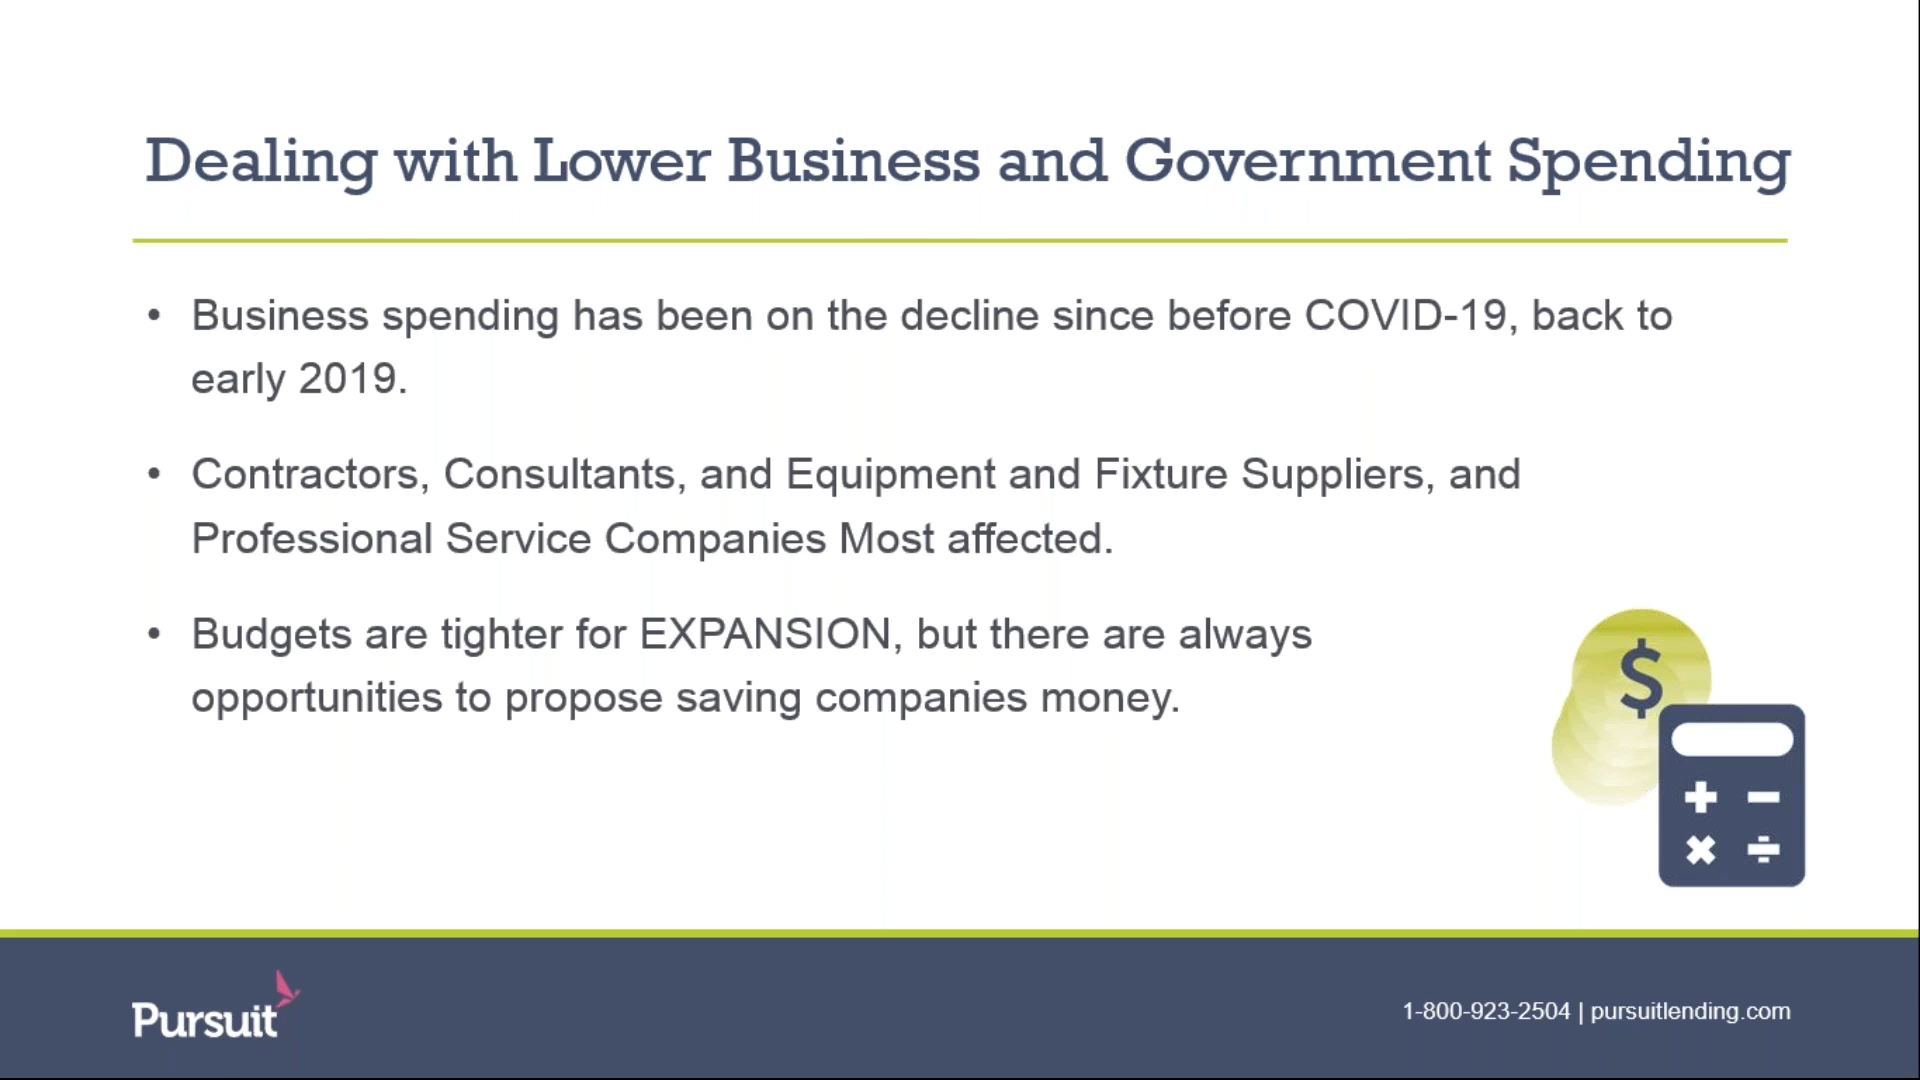 Dealing with Lower Business and Government Spending
• Business spending has been on the decline since before COVID-19, back to
early 2019.
• Contractors, Consultants, and Equipment and Fixture Suppliers, and
Professional Service Companies Most affected.
• Budgets are tighter for EXPANSION, but there are always
opportunities to propose saving companies money.
$
Pursuit
1-800-923-2504 | pursuitlending.com